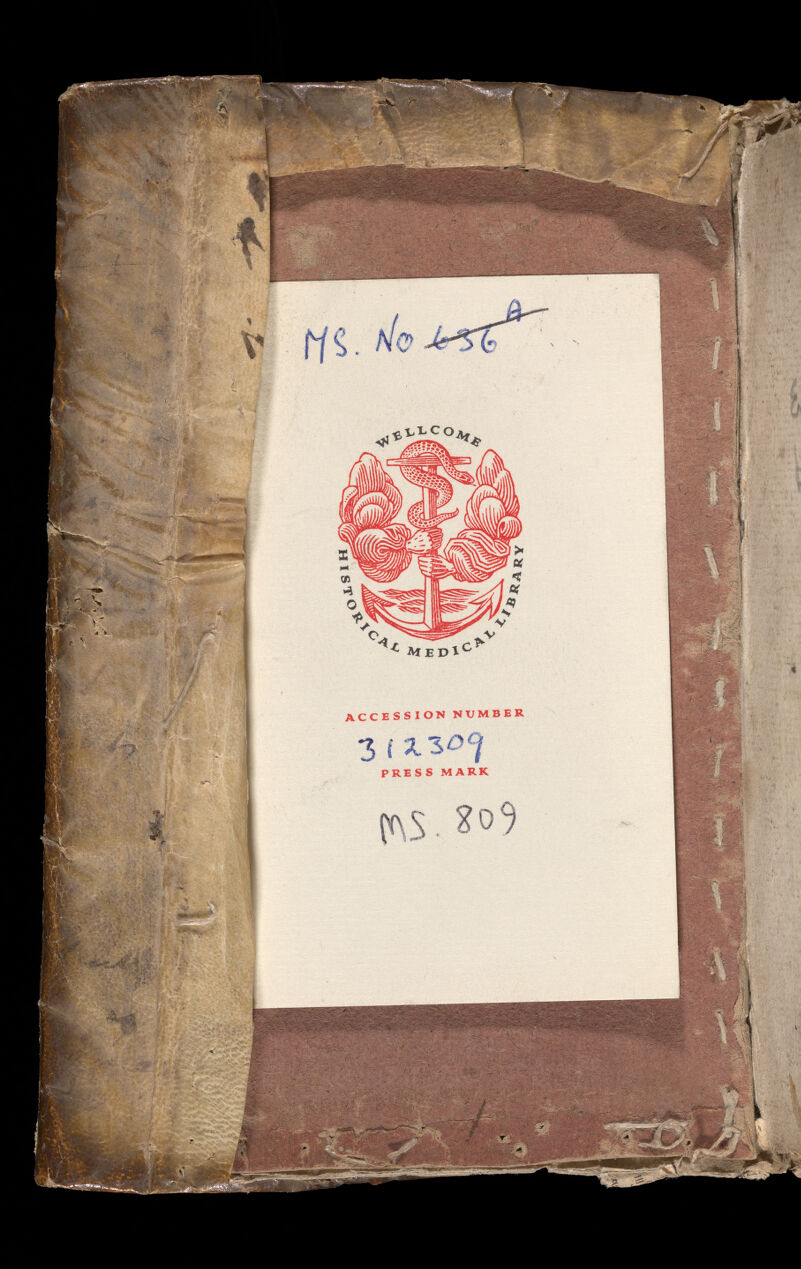 MS. No 636 A
WELLCOME
HISTORICAL MEDICAL LIBRARY
ACCESSION NUMBER
312309
PRESS MARK
MS. 809